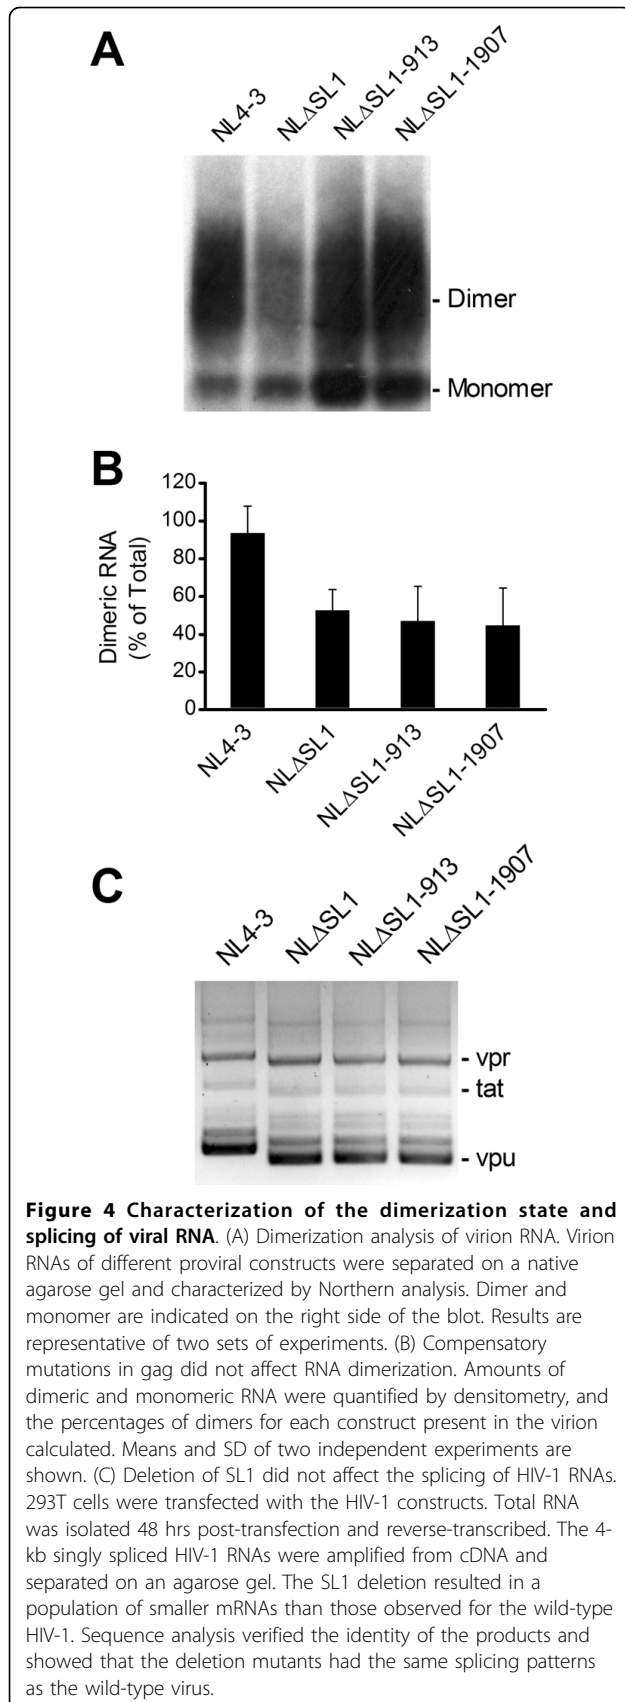 A
NL4-3
NLΔSL1
NLΔSL1-913
NLΔSL1-1907
- Dimer
- Monomer
B
Dimeric RNA
(% of Total)
120
100
80
60
40
20
0
NL4-3
NLΔSL1
NLΔSL1-913
NLΔSL1-1907
C
NL4-3
NLΔSL1
NLΔSL1-913
NLΔSL1-1907
- vpr
- tat
- vpu
Figure 4 Characterization of the dimerization state and
splicing of viral RNA. (A) Dimerization analysis of virion RNA. Virion
RNAs of different proviral constructs were separated on a native
agarose gel and characterized by Northern analysis. Dimer and
monomer are indicated on the right side of the blot. Results are
representative of two sets of experiments. (B) Compensatory
mutations in gag did not affect RNA dimerization. Amounts of
dimeric and monomeric RNA were quantified by densitometry, and
the percentages of dimers for each construct present in the virion
calculated. Means and SD of two independent experiments are
shown. (C) Deletion of SL1 did not affect the splicing of HIV-1 RNAs.
293T cells were transfected with the HIV-1 constructs. Total RNA
was isolated 48 hrs post-transfection and reverse-transcribed. The 4-
kb singly spliced HIV-1 RNAs were amplified from cDNA and
separated on an agarose gel. The SL1 deletion resulted in a
population of smaller mRNAs than those observed for the wild-type
HIV-1. Sequence analysis verified the identity of the products and
showed that the deletion mutants had the same splicing patterns
as the wild-type virus.